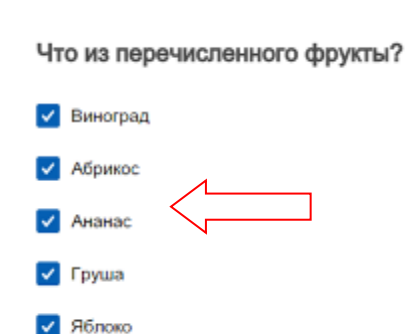 Что из перечисленного фрукты?
Виноград
Абрикос
Ананас
Груша
Яблоко